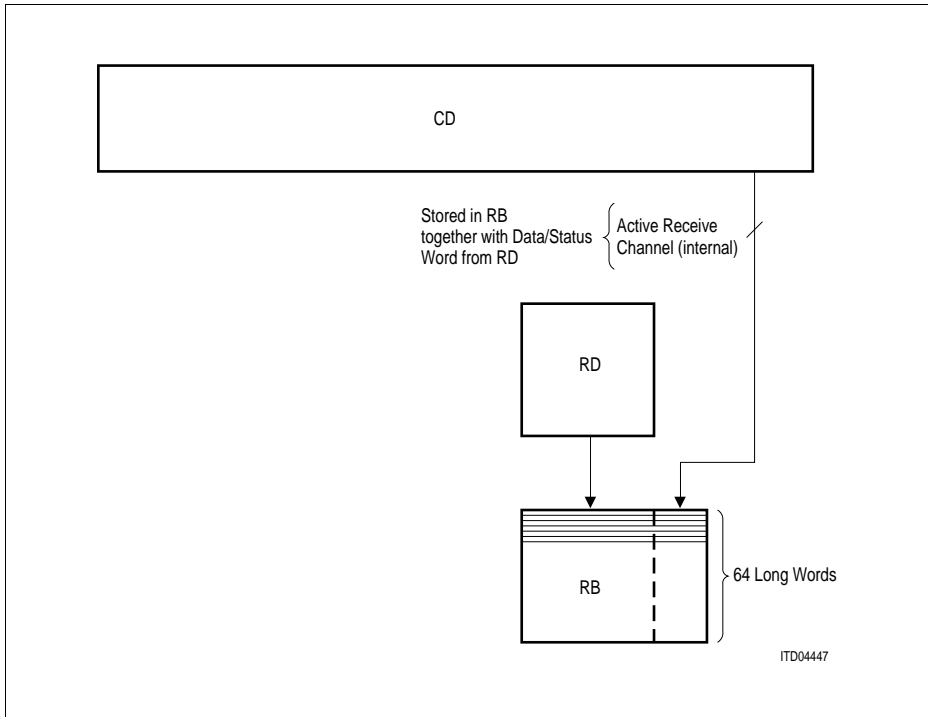 CD
Stored in RB
together with Data/Status
Word from RD
Active Receive
Channel (internal)
RD
RB
64 Long Words
ITD04447